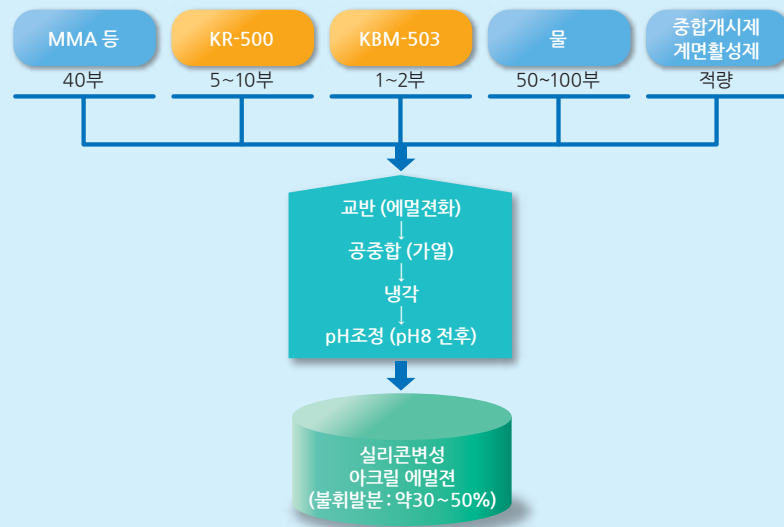 MMA 등
KR-500
KBM-503
물
중합개시제
계면활성제
40부
5~10부
1~2부
50~100부
적량
교반 (에멀젼화)
↓
공중합 (가열)
↓
냉각
↓
pH조정 (pH8 전후)
실리콘변성
아크릴 에멀젼
(불휘발분 : 약30~50%)